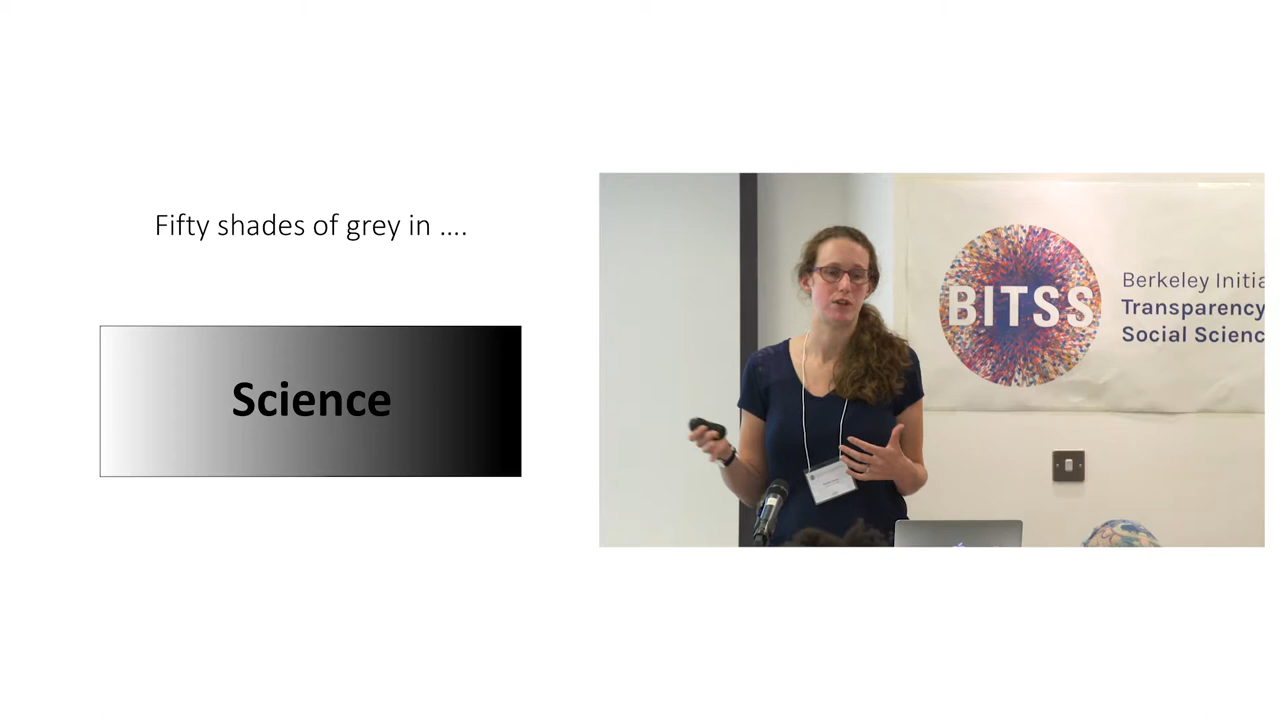 Fifty shades of grey in ....
Science
BITSS
Berkeley Initia
Transparency
Social Scienc